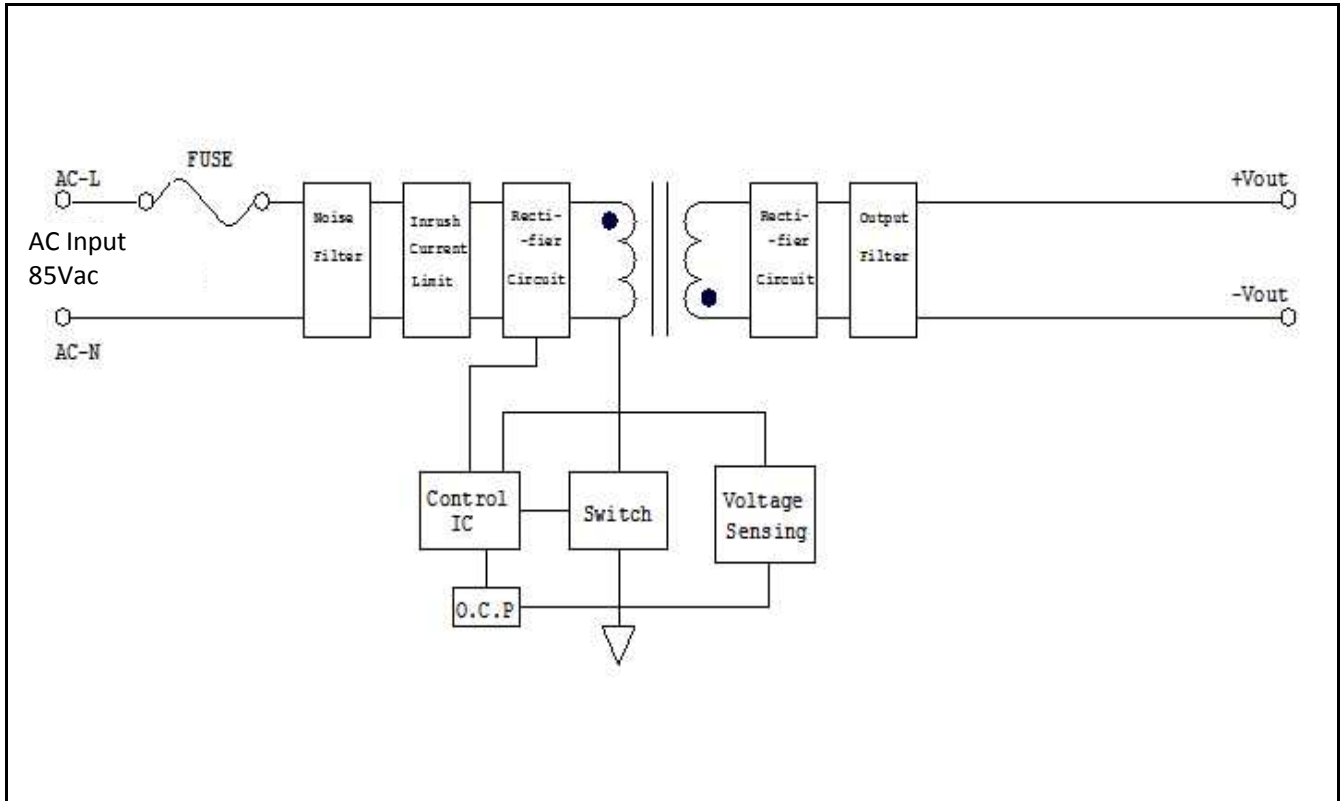 FUSE
AC-L
+Vout
AC Input
85Vac
Noise
Filter
Inrush
Current
Limit
Recti-
-fier
Circuit
Recti-
-fier
Circuit
Output
Filter
-Vout
AC-N
Control
IC
Switch
Voltage
Sensing
O.C.P